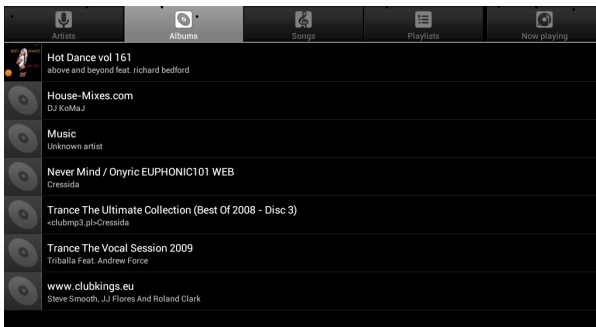 Artists
Albums
Songs
Playlists
Now playing
Hot Dance vol 161
above and beyond feat. richard bedford
House-Mixes.com
DJ KoMaJ
Music
Unknown artist
Never Mind / Onyric EUPHONIC101 WEB
Cressida
Trance The Ultimate Collection (Best Of 2008 - Disc 3)
<clubmp3.pl>Cressida
Trance The Vocal Session 2009
Triballa Feat. Andrew Force
www.clubkings.eu
Steve Smooth, JJ Flores And Roland Clark